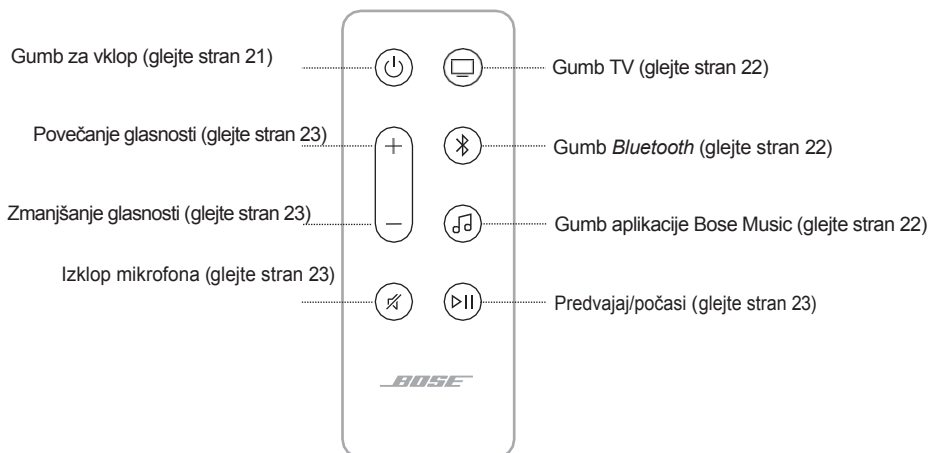 Gumb za vklop (glejte stran 21)
Gumb TV (glejte stran 22)
Povečanje glasnosti (glejte stran 23)
Gumb Bluetooth (glejte stran 22)
Zmanjšanje glasnosti (glejte stran 23)
Gumb aplikacije Bose Music (glejte stran 22)
Izklop mikrofona (glejte stran 23)
Predvajaj/počasi (glejte stran 23)
BOSE